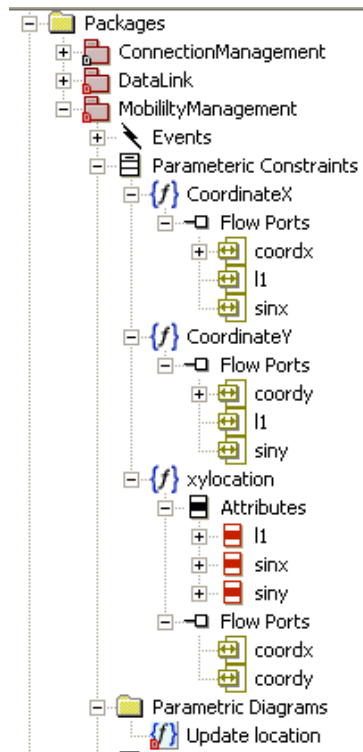 Packages
ConnectionManagement
DataLink
MobililtyManagement
Events
Parameteric Constraints
CoordinateX
Flow Ports
coordx
l1
sinx
CoordinateY
Flow Ports
coordy
l1
siny
xylocation
Attributes
l1
sinx
siny
Flow Ports
coordx
coordy
Parametric Diagrams
Update location